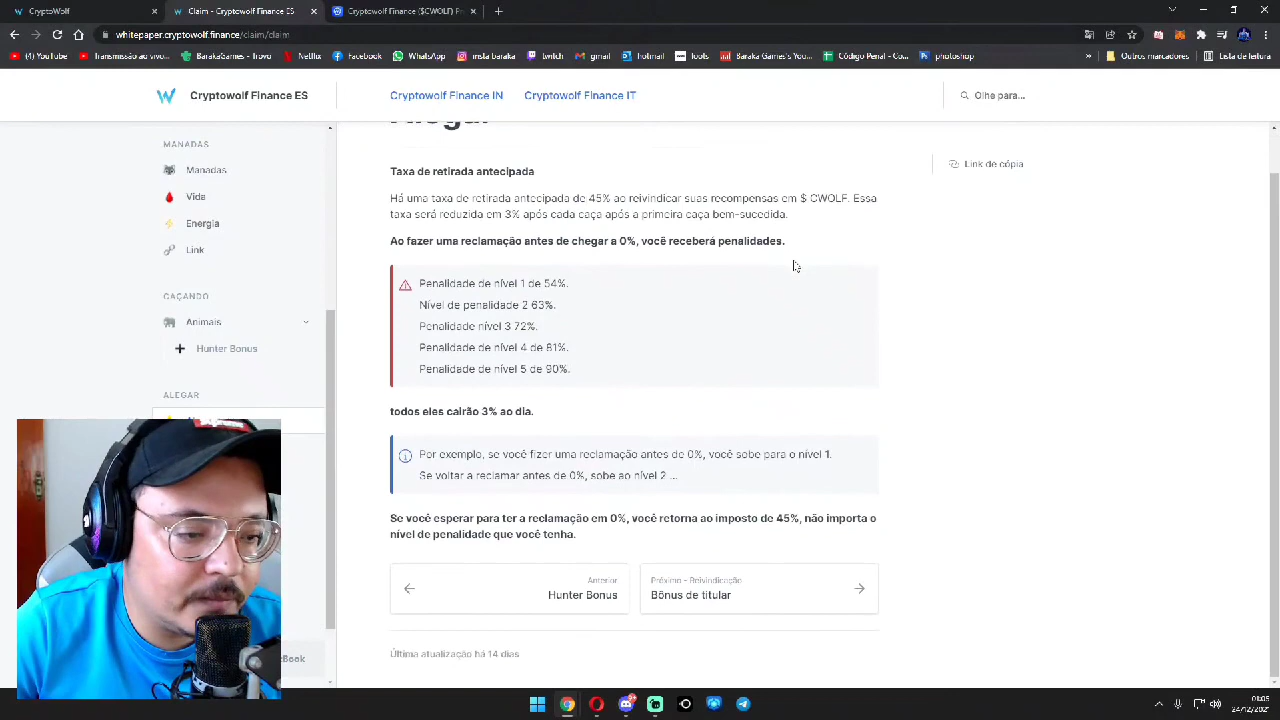 CryptoWolf
Claim - Cryptowolf Finance ES
Cryptowolf Finance ($CWOLF) Pr
whitepaper.cryptowolf.finance/claim/claim
(4) YouTube
Transmissão ao vivo...
BarakaGames - Trovo
Netflix
Facebook
WhatsApp
insta baraka
twitch
gmail
Hotmail
Tools
Baraka Games's You...
Código Penal - Co...
photoshop
Outros marcadores
Lista de leitura
Cryptowolf Finance ES
Cryptowolf Finance IN
Cryptowolf Finance IT
Olhe para...
MANADAS
Manadas
Vida
Energia
Link
CAÇANDO
Animais
Hunter Bonus
ALEGAR
Link de cópia
Taxa de retirada antecipada
Há uma taxa de retirada antecipada de 45% ao reivindicar suas recompensas em $ CWOLF. Essa
taxa será reduzida em 3% após cada caça após a primeira caça bem-sucedida.
Ao fazer uma reclamação antes de chegar a 0%, você receberá penalidades.
Penalidade de nível 1 de 54%.
Nível de penalidade 2 63%.
Penalidade nível 3 72%.
Penalidade de nível 4 de 81%.
Penalidade de nível 5 de 90%.
todos eles cairão 3% ao dia.
Por exemplo, se você fizer uma reclamação antes de 0%, você sobe para o nível 1.
Se voltar a reclamar antes de 0%, sobe ao nível 2 ...
Se você esperar para ter a reclamação em 0%, você retorna ao imposto de 45%, não importa o
nível de penalidade que você tenha.
Anterior
Hunter Bonus
Próximo - Reivindicação
Bônus de titular
Última atualização há 14 dias
01:05